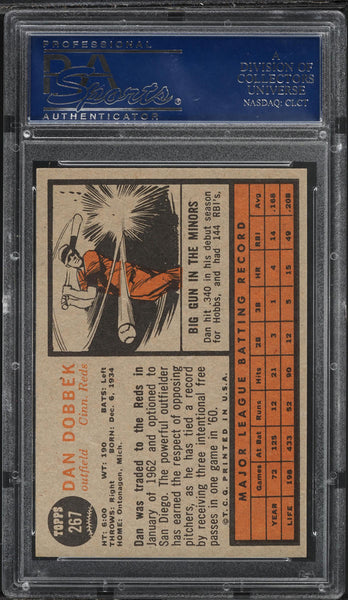 PROFESSIONAL
PSA
Sports
AUTHENTICATOR
A
DIVISION OF
COLLECTORS
UNIVERSE
NASDAQ: CLCT
TOPPS
267
DAN DOBBEK
outfield Cinn. Reds
HT: 6:00 WT: 195 BATS: Left
THROWS: Right BORN: Dec. 6, 1934
HOME: Ontonagon, Mich.
Dan was traded to the Reds in
January of 1962 and optioned to
San Diego. The powerful outfielder
has earned the respect of opposing
pitchers, as he has tied a record
by receiving three intentional free
passes in one game in '60.
© T. C. G. PRINTED IN U.S.A.
BIG GUN IN THE MINORS
Dan hit .340 in his debut season
for Hobbs, and had 144 RBI's.
MAJOR LEAGUE BATTING RECORD
Games At Bat Runs Hits 2B 3B HR RBI Avg
YEAR 72 125 12 21 3 1 4 14 .168
LIFE 198 433 52 90 12 5 15 49 .208